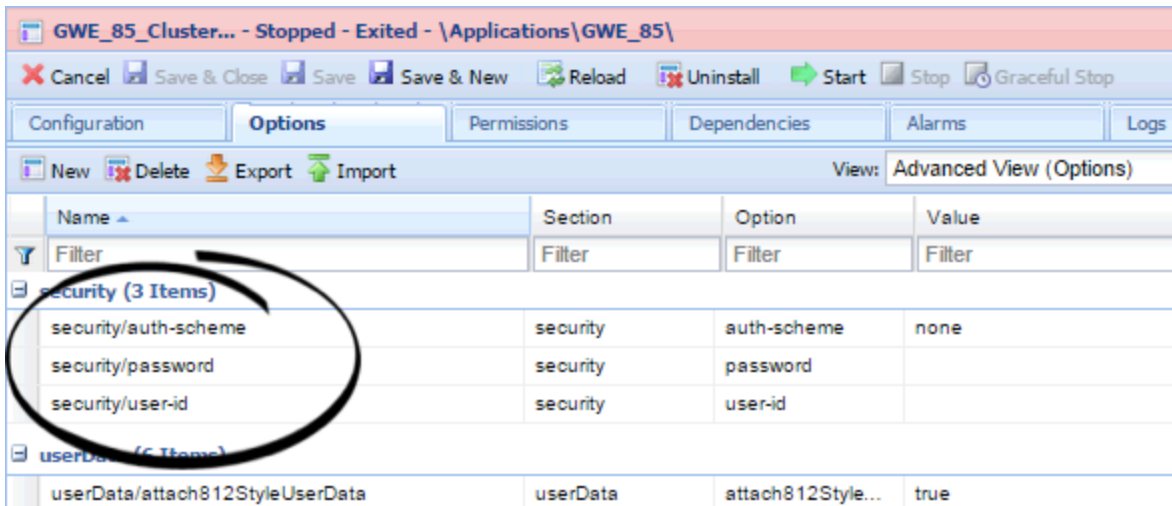 GWE_85_Cluster... - Stopped - Exited - \Applications\GWE_85\
Cancel Save & Close Save Save & New Reload Uninstall Start Stop Graceful Stop
Configuration Options Permissions Dependencies Alarms Logs
New Delete Export Import View: Advanced View (Options)
Name Section Option Value
Filter Filter Filter Filter
security (3 Items)
security/auth-scheme security auth-scheme none
security/password security password
security/user-id security user-id
userData (6 Items)
userData/attach812StyleUserData userData attach812Style... true